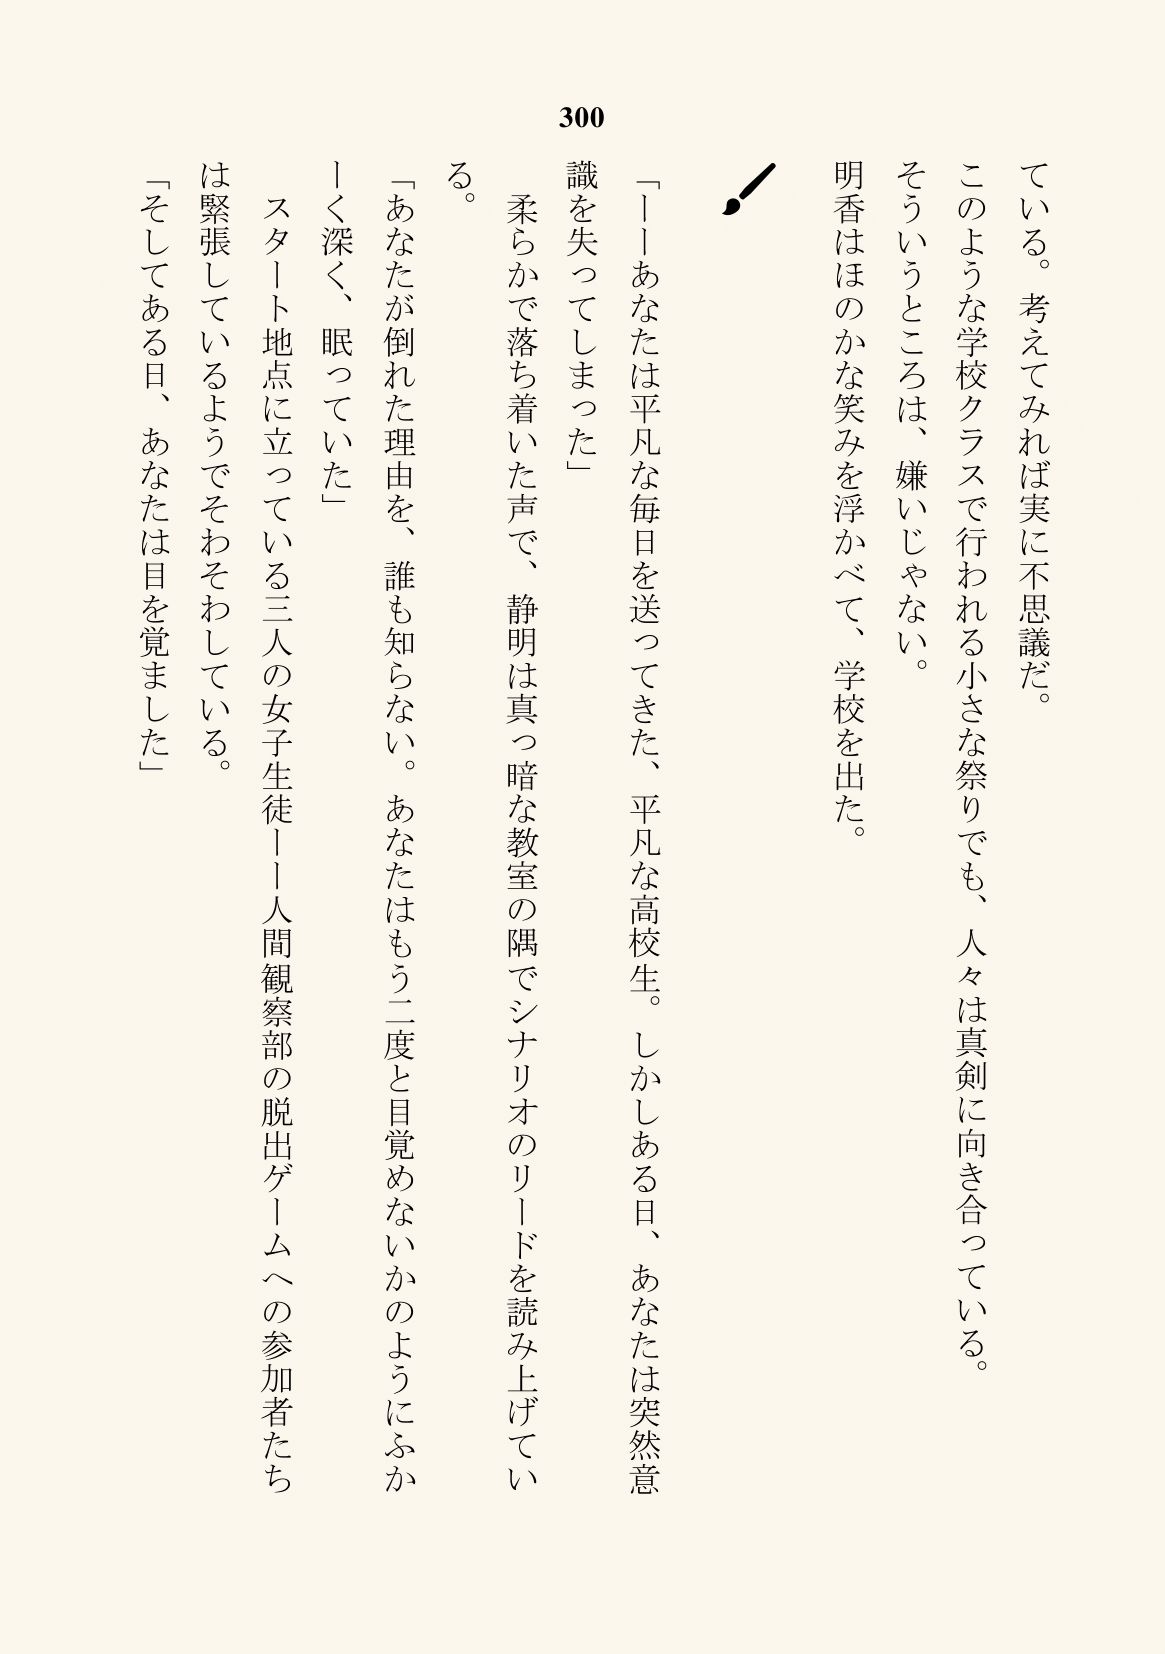 300
ている。考えてみれば実に不思議だ。
このような学校クラスで行われる小さな祭りでも、人々は真剣に向き合っている。
そういうところは、嫌いじゃない。
明香はほのかな笑みを浮かべて、学校を出た。
「ーーあなたは平凡な毎日を送ってきた、平凡な高校生。しかしある日、あなたは突然意
識を失ってしまった」
　柔らかで落ち着いた声で、静明は真っ暗な教室の隅でシナリオのリードを読み上げてい
る。
「あなたが倒れた理由を、誰も知らない。あなたはもう二度と目覚めないかのようにふか
ーく深く、眠っていた」
　スタート地点に立っている三人の女子生徒ーー人間観察部の脱出ゲームへの参加者たち
は緊張しているようでそわそわしている。
「そしてある日、あなたは目を覚ました」